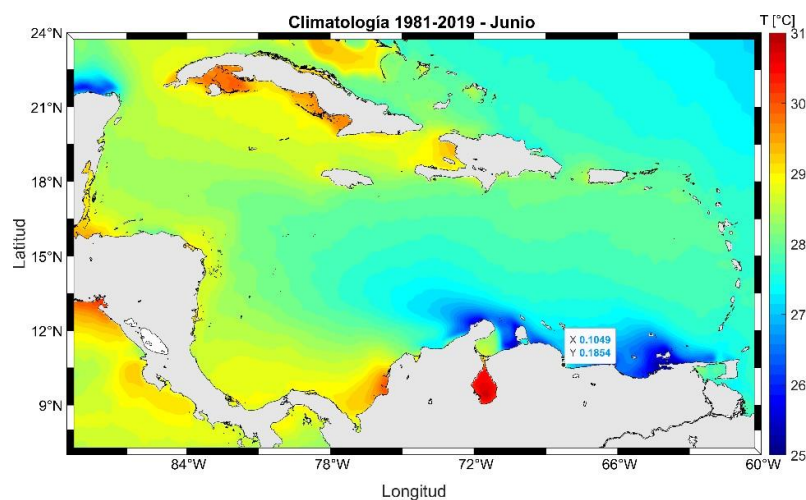 Climatología 1981-2019 - Junio
T [°C]
24°N
21°N
18°N
15°N
12°N
9°N
Latitud
X 0.1049
Y 0.1854
84°W
78°W
72°W
66°W
60°W
Longitud
31
30
29
28
27
26
25